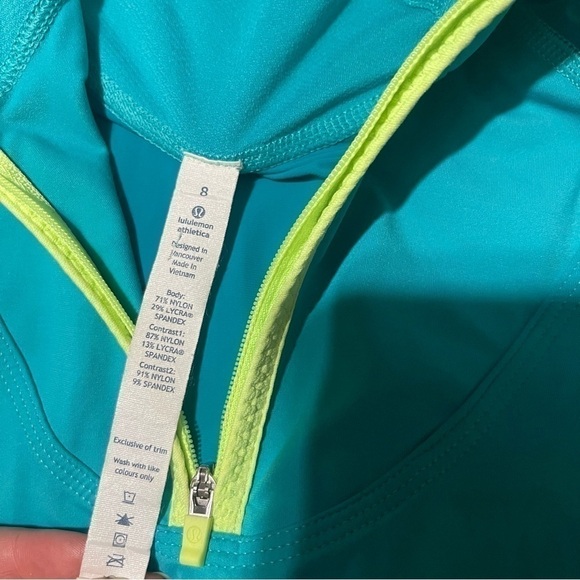 8
lululemon
athletica
Designed in
Vancouver
Made in
Vietnam
Body:
71% NYLON
29% LYCRA®
SPANDEX
Contrast1:
87% NYLON
13% LYCRA®
SPANDEX
Contrast2:
91% NYLON
9% SPANDEX
Exclusive of trim
Wash with like
colours only